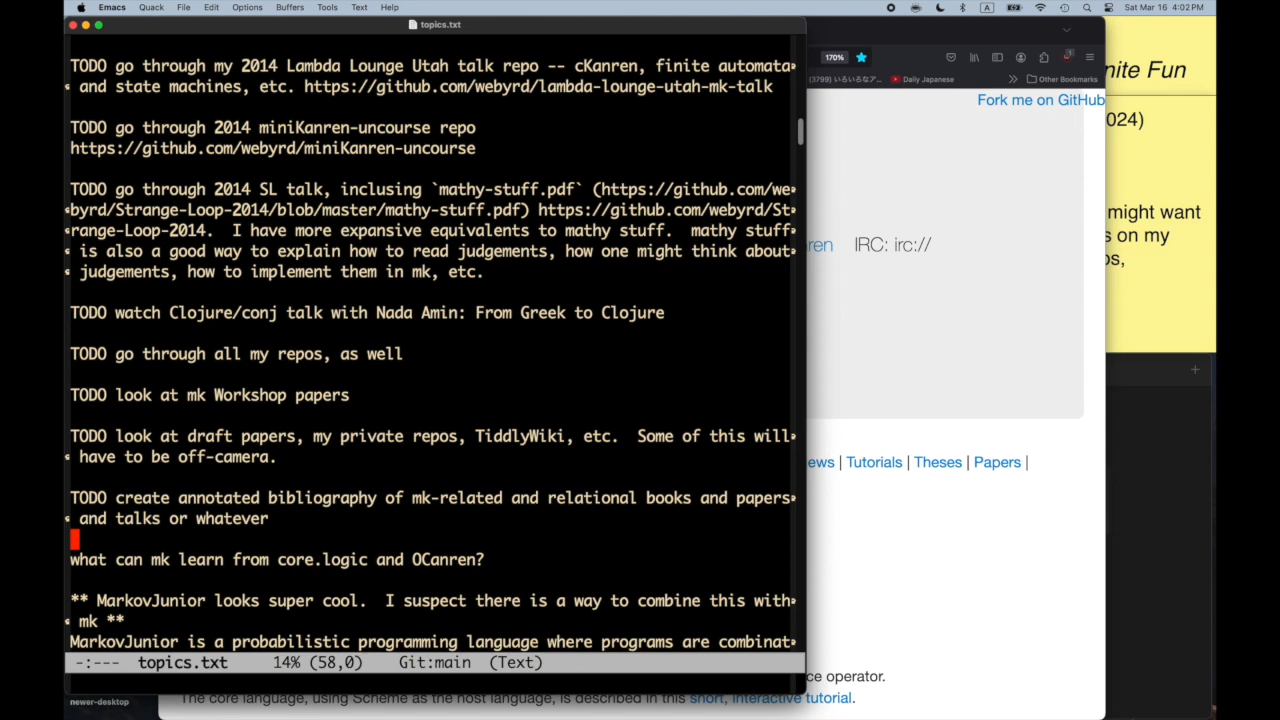 Emacs Quack File Edit Options Buffers Tools Text Help
A
Sat Mar 16 4:02 PM
topics.txt
TODO go through my 2014 Lambda Lounge Utah talk repo -- cKanren, finite automata
and state machines, etc. https://github.com/webyrd/lambda-lounge-utah-mk-talk
TODO go through 2014 miniKanren-uncourse repo
https://github.com/webyrd/miniKanren-uncourse
TODO go through 2014 SL talk, inclusing `mathy-stuff.pdf` (https://github.com/we
byrd/Strange-Loop-2014/blob/master/mathy-stuff.pdf) https://github.com/webyrd/St
range-Loop-2014.  I have more expansive equivalents to mathy stuff.  mathy stuff
is also a good way to explain how to read judgements, how one might think about
judgements, how to implement them in mk, etc.
TODO watch Clojure/conj talk with Nada Amin: From Greek to Clojure
TODO go through all my repos, as well
TODO look at mk Workshop papers
TODO look at draft papers, my private repos, TiddlyWiki, etc.  Some of this will
have to be off-camera.
TODO create annotated bibliography of mk-related and relational books and papers
and talks or whatever
what can mk learn from core.logic and OCanren?
** MarkovJunior looks super cool.  I suspect there is a way to combine this with
mk **
MarkovJunior is a probabilistic programming language where programs are combinat
-:--- topics.txt 14% (58,0) Git:main (Text)
newer-desktop
170%
(3799) いろいろなア... Daily Japanese Other Bookmarks
Fork me on GitHub
ren IRC: irc://
ews | Tutorials | Theses | Papers |
ce operator.
The core language, using Scheme as the host language, is described in this short, interactive tutorial.
nite Fun
024)
might want
s on my
os,